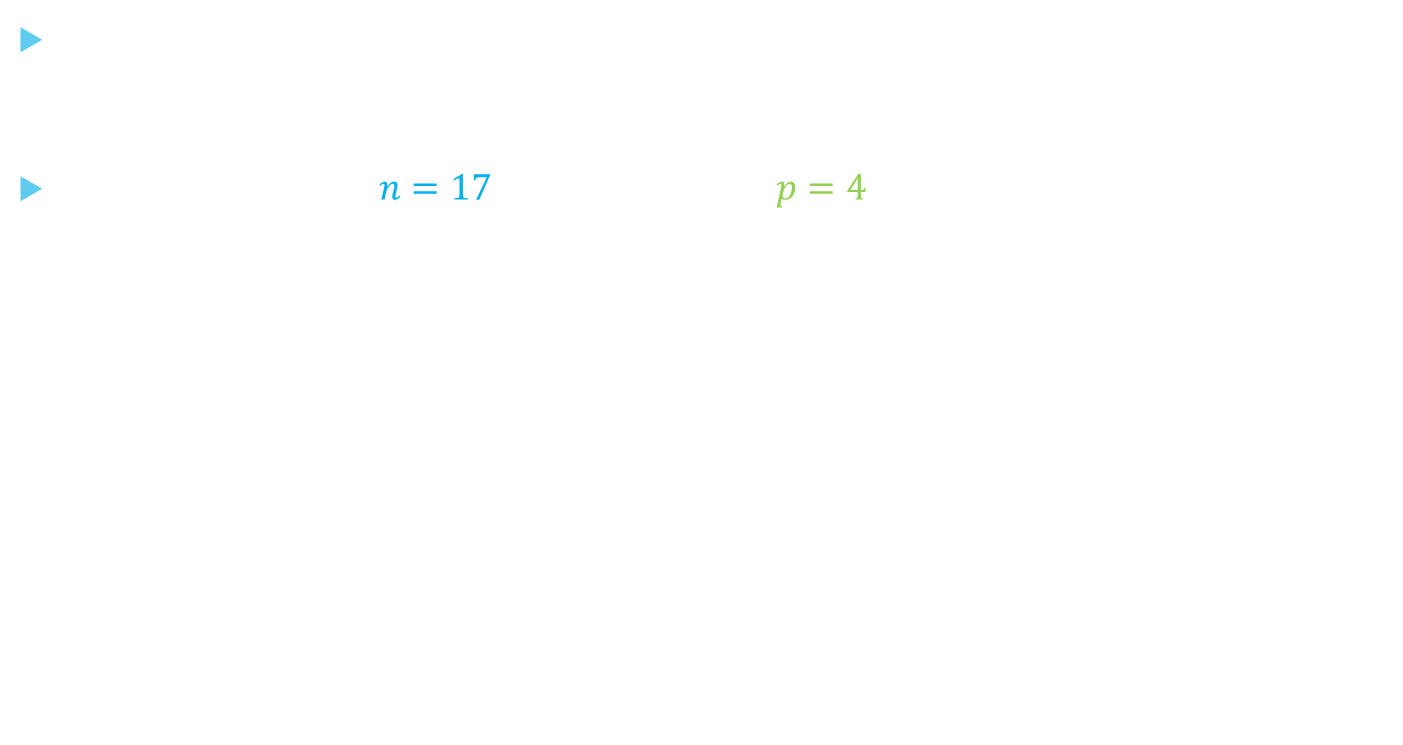 n = 17 p = 4